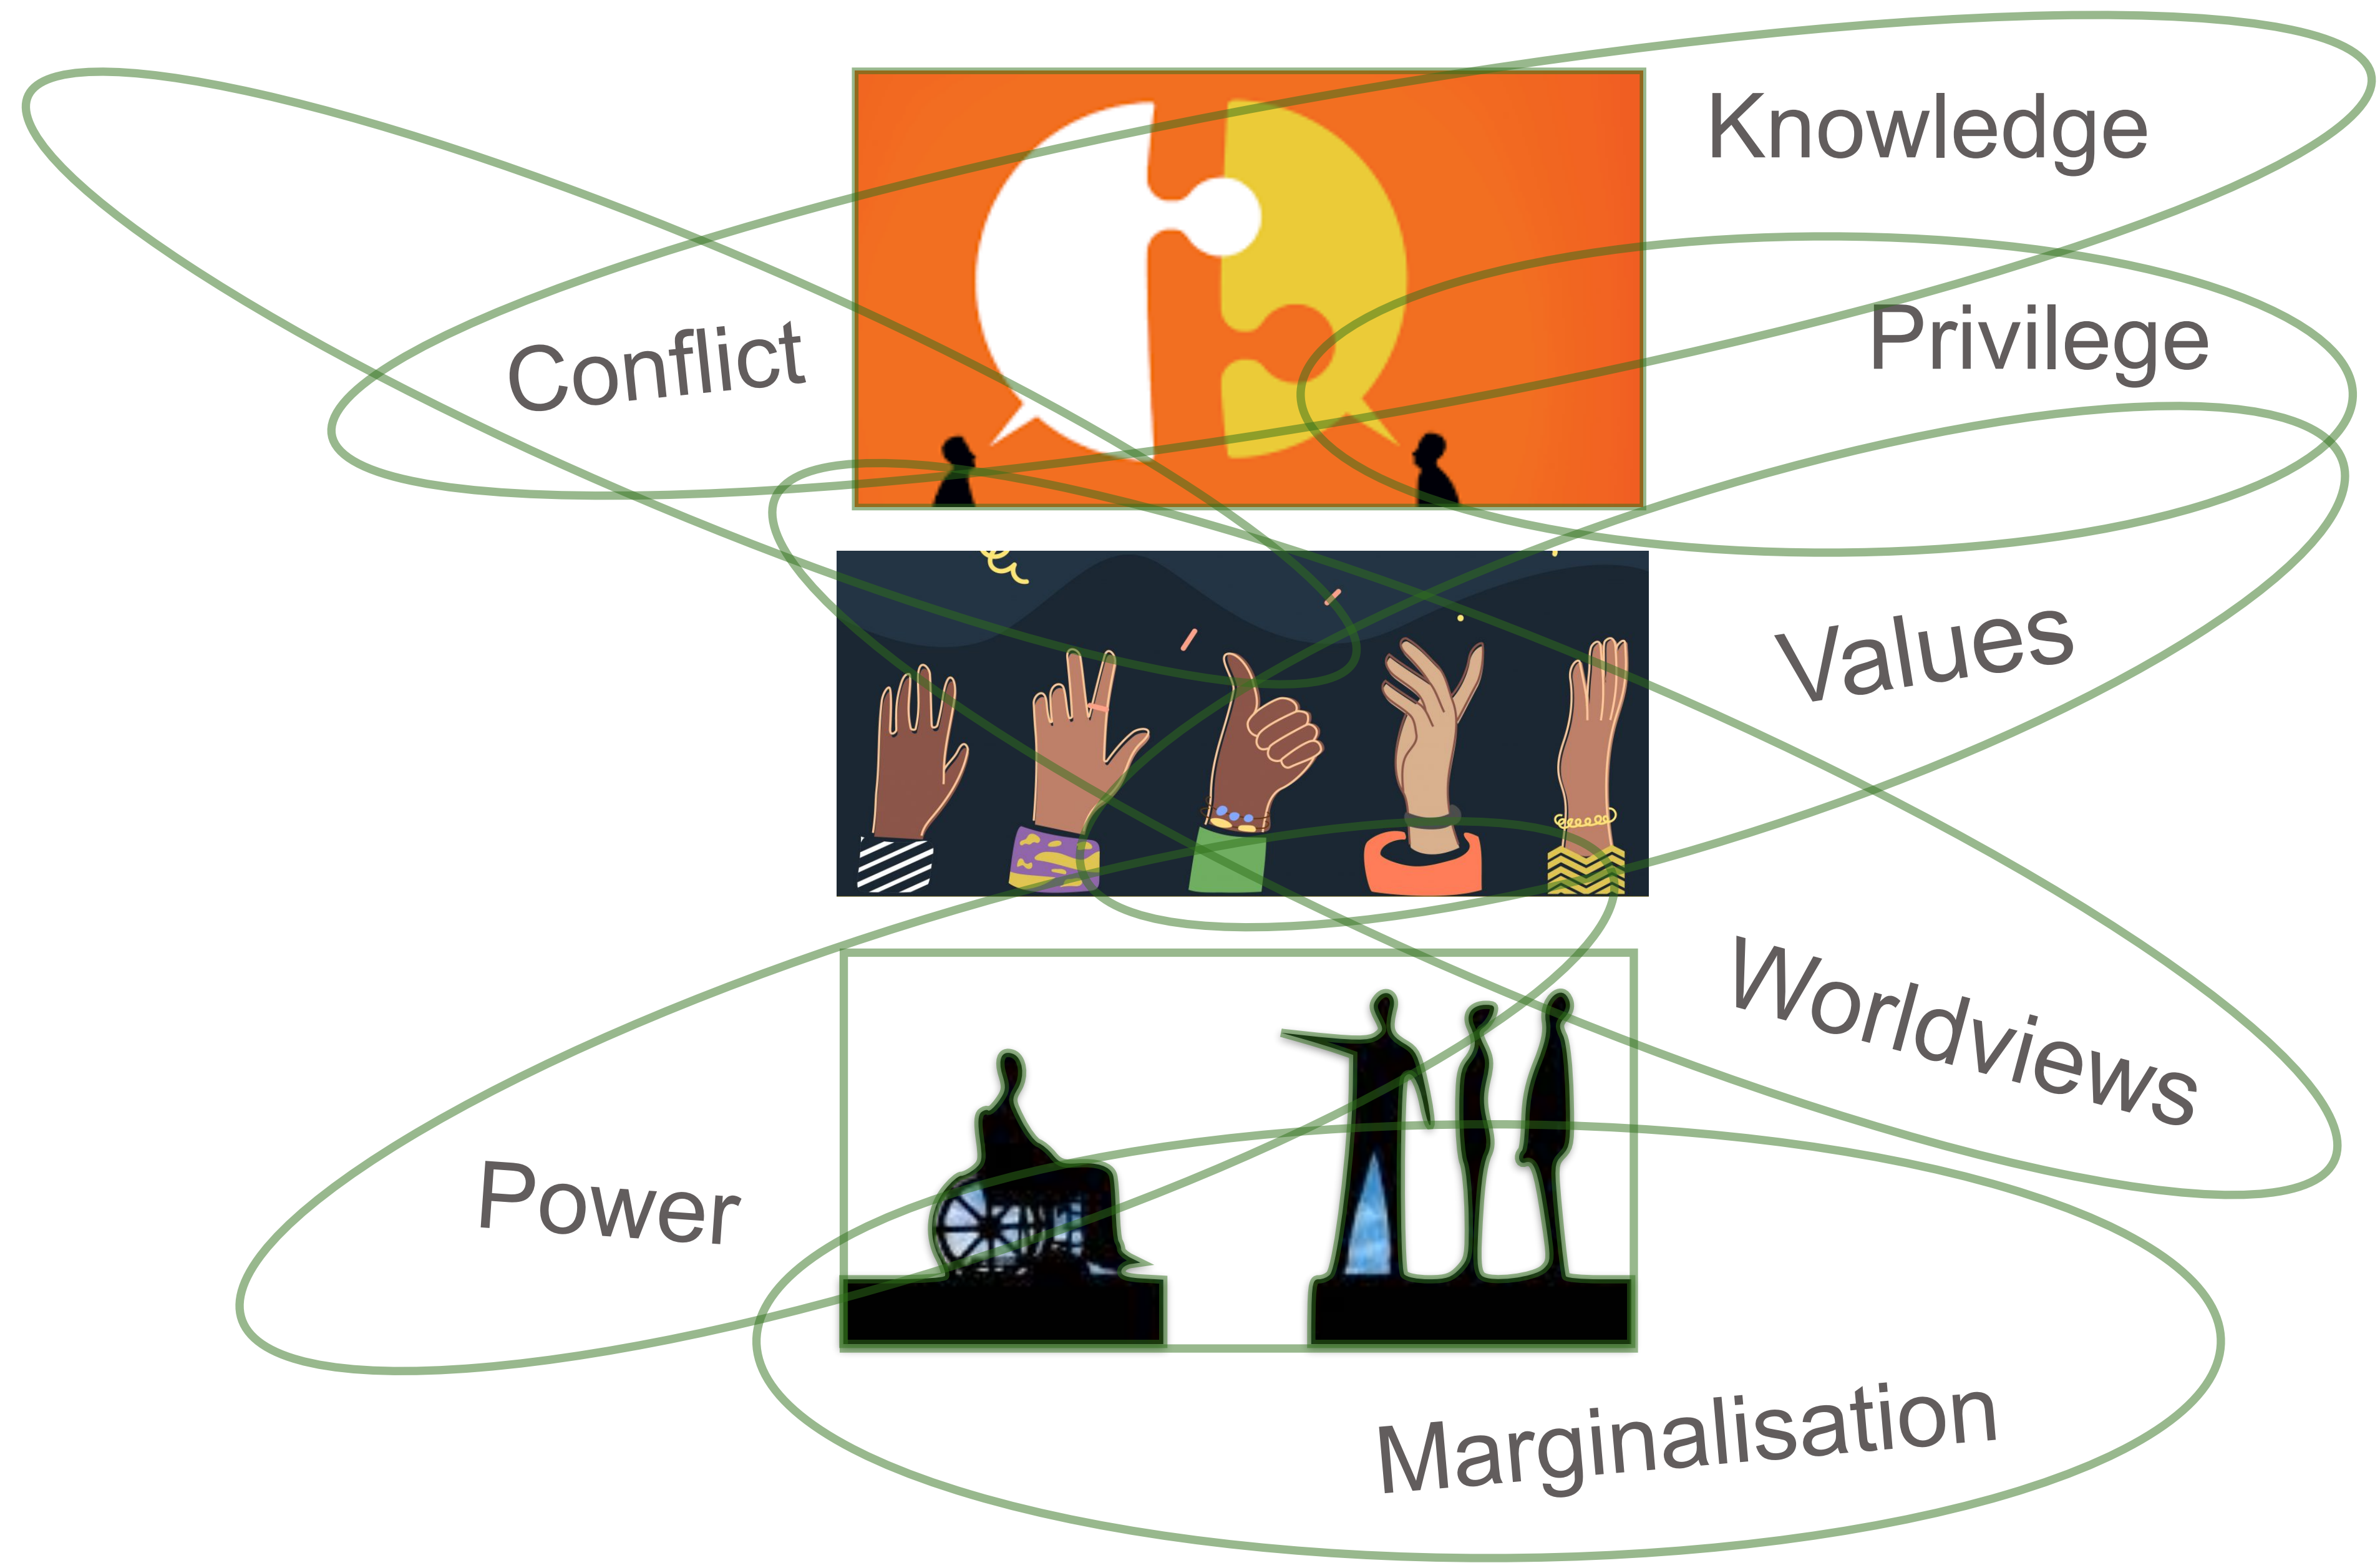 Knowledge
Privilege
Conflict
Values
Worldviews
Power
Marginalisation